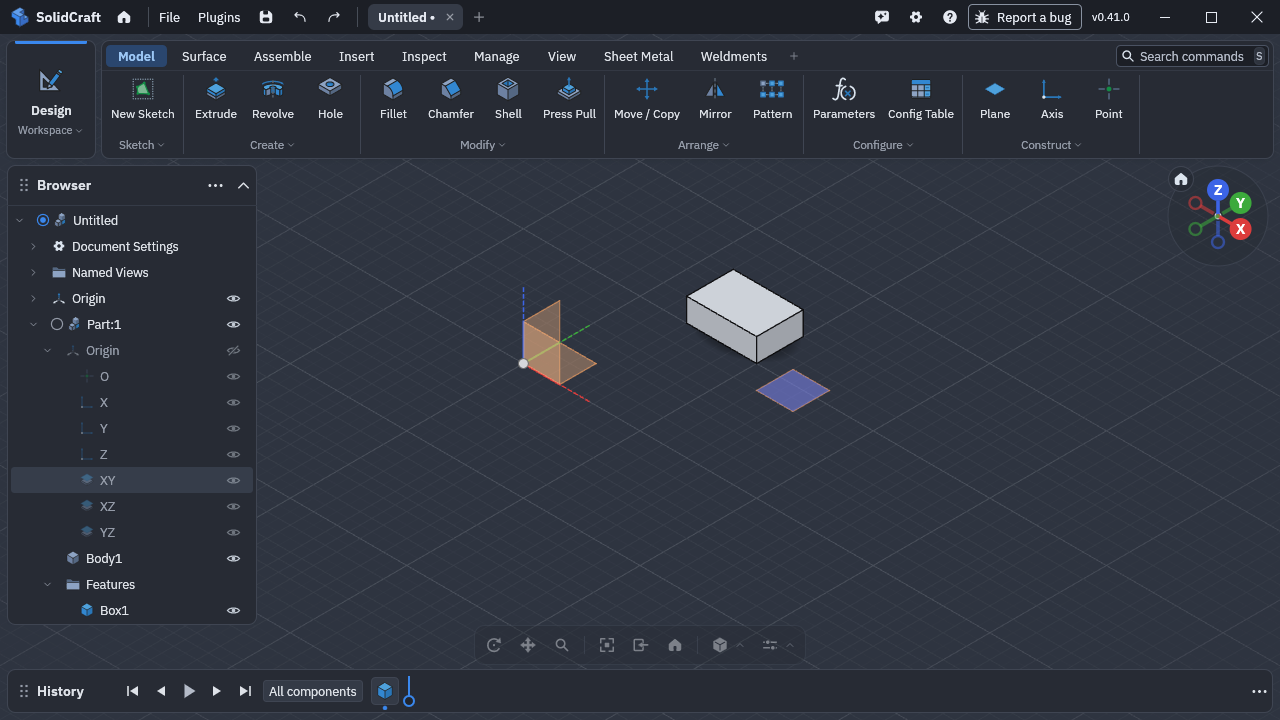 SolidCraft File Plugins Untitled • Report a bug v0.41.0
Design
Workspace
Model Surface Assemble Insert Inspect Manage View Sheet Metal Weldments Search commands S
New Sketch Extrude Revolve Hole Fillet Chamfer Shell Press Pull Move / Copy Mirror Pattern Parameters Config Table Plane Axis Point
Sketch Create Modify Arrange Configure Construct
Browser
Untitled
Document Settings
Named Views
Origin
Part:1
Origin
O
X
Y
Z
XY
XZ
YZ
Body1
Features
Box1
Z
Y
X
History All components